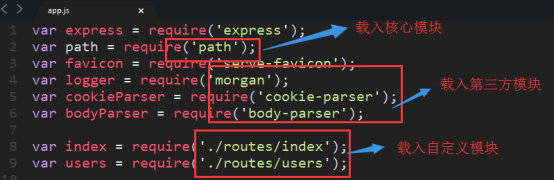 app.js
1 var express = require('express');
2 var path = require('path');
3 var favicon = require('serve-favicon');
4 var logger = require('morgan');
5 var cookieParser = require('cookie-parser');
6 var bodyParser = require('body-parser');
7
8 var index = require('./routes/index');
9 var users = require('./routes/users');
载入核心模块
载入第三方模块
载入自定义模块